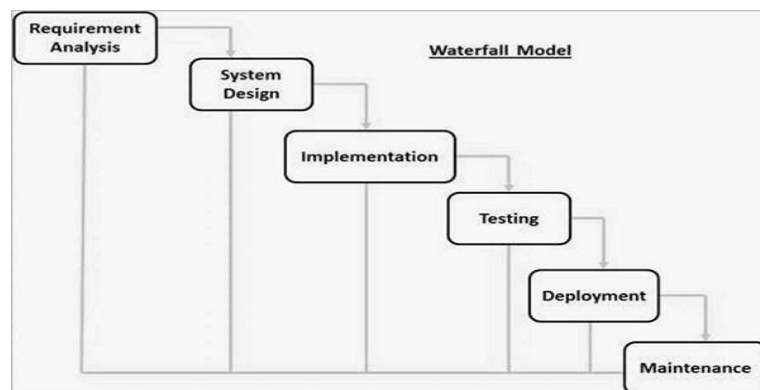 Requirement
Analysis
Waterfall Model
System
Design
Implementation
Testing
Deployment
Maintenance